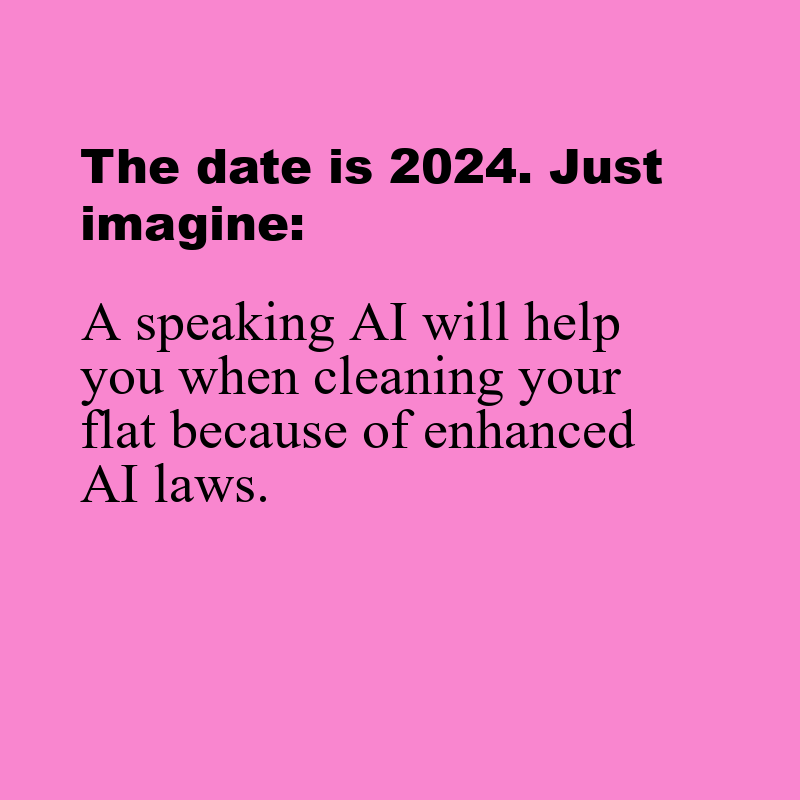 The date is 2024. Just
imagine:
A speaking AI will help
you when cleaning your
flat because of enhanced
AI laws.